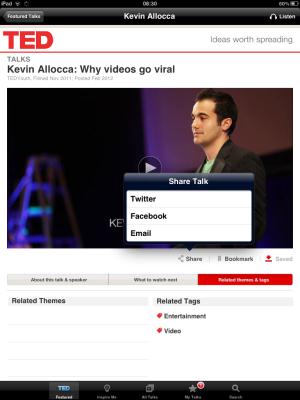 iPad 08:30 80%
Featured Talks Kevin Allocca Listen
TED Ideas worth spreading
TALKS
Kevin Allocca: Why videos go viral
TEDYouth, Filmed Nov 2011; Posted Feb 2012
Share Talk
Twitter
Facebook
Email
KEV
Share Bookmark Saved
About this talk & speaker What to watch next Related themes & tags
Related Themes Related Tags
Entertainment
Video
TED
Featured Inspire Me All Talks My Talks Search